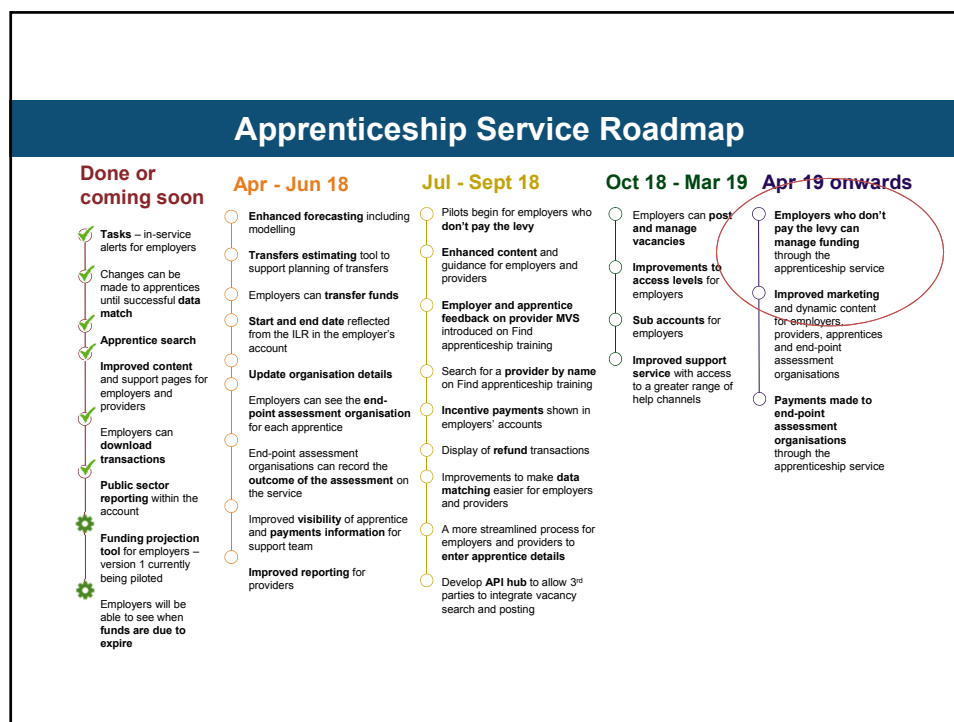 Apprenticeship Service Roadmap
Done or
coming soon
Tasks – in-service
alerts for employers
Changes can be
made to apprentices
until successful data
match
Apprentice search
Improved content
and support pages for
employers and
providers
Employers can
download
transactions
Public sector
reporting within the
account
Funding projection
tool for employers –
version 1 currently
being piloted
Employers will be
able to see when
funds are due to
expire
Apr - Jun 18
Enhanced forecasting including
modelling
Transfers estimating tool to
support planning of transfers
Employers can transfer funds
Start and end date reflected
from the ILR in the employer's
account
Update organisation details
Employers can see the end-
point assessment organisation
for each apprentice
End-point assessment
organisations can record the
outcome of the assessment on
the service
Improved visibility of apprentice
and payments information for
support team
Improved reporting for
providers
Jul - Sept 18
Pilots begin for employers who
don't pay the levy
Enhanced content and
guidance for employers and
providers
Employer and apprentice
feedback on provider MVS
introduced on Find
apprenticeship training
Search for a provider by name
on Find apprenticeship training
Incentive payments shown in
employers' accounts
Display of refund transactions
Improvements to make data
matching easier for employers
and providers
A more streamlined process for
employers and providers to
enter apprentice details
Develop API hub to allow 3rd
parties to integrate vacancy
search and posting
Oct 18 - Mar 19
Employers can post
and manage
vacancies
Improvements to
access levels for
employers
Sub accounts for
employers
Improved support
service with access
to a greater range of
help channels
Apr 19 onwards
Employers who don't
pay the levy can
manage funding
through the
apprenticeship service
Improved marketing
and dynamic content
for employers,
providers, apprentices
and end-point
assessment
organisations
Payments made to
end-point
assessment
organisations
through the
apprenticeship service